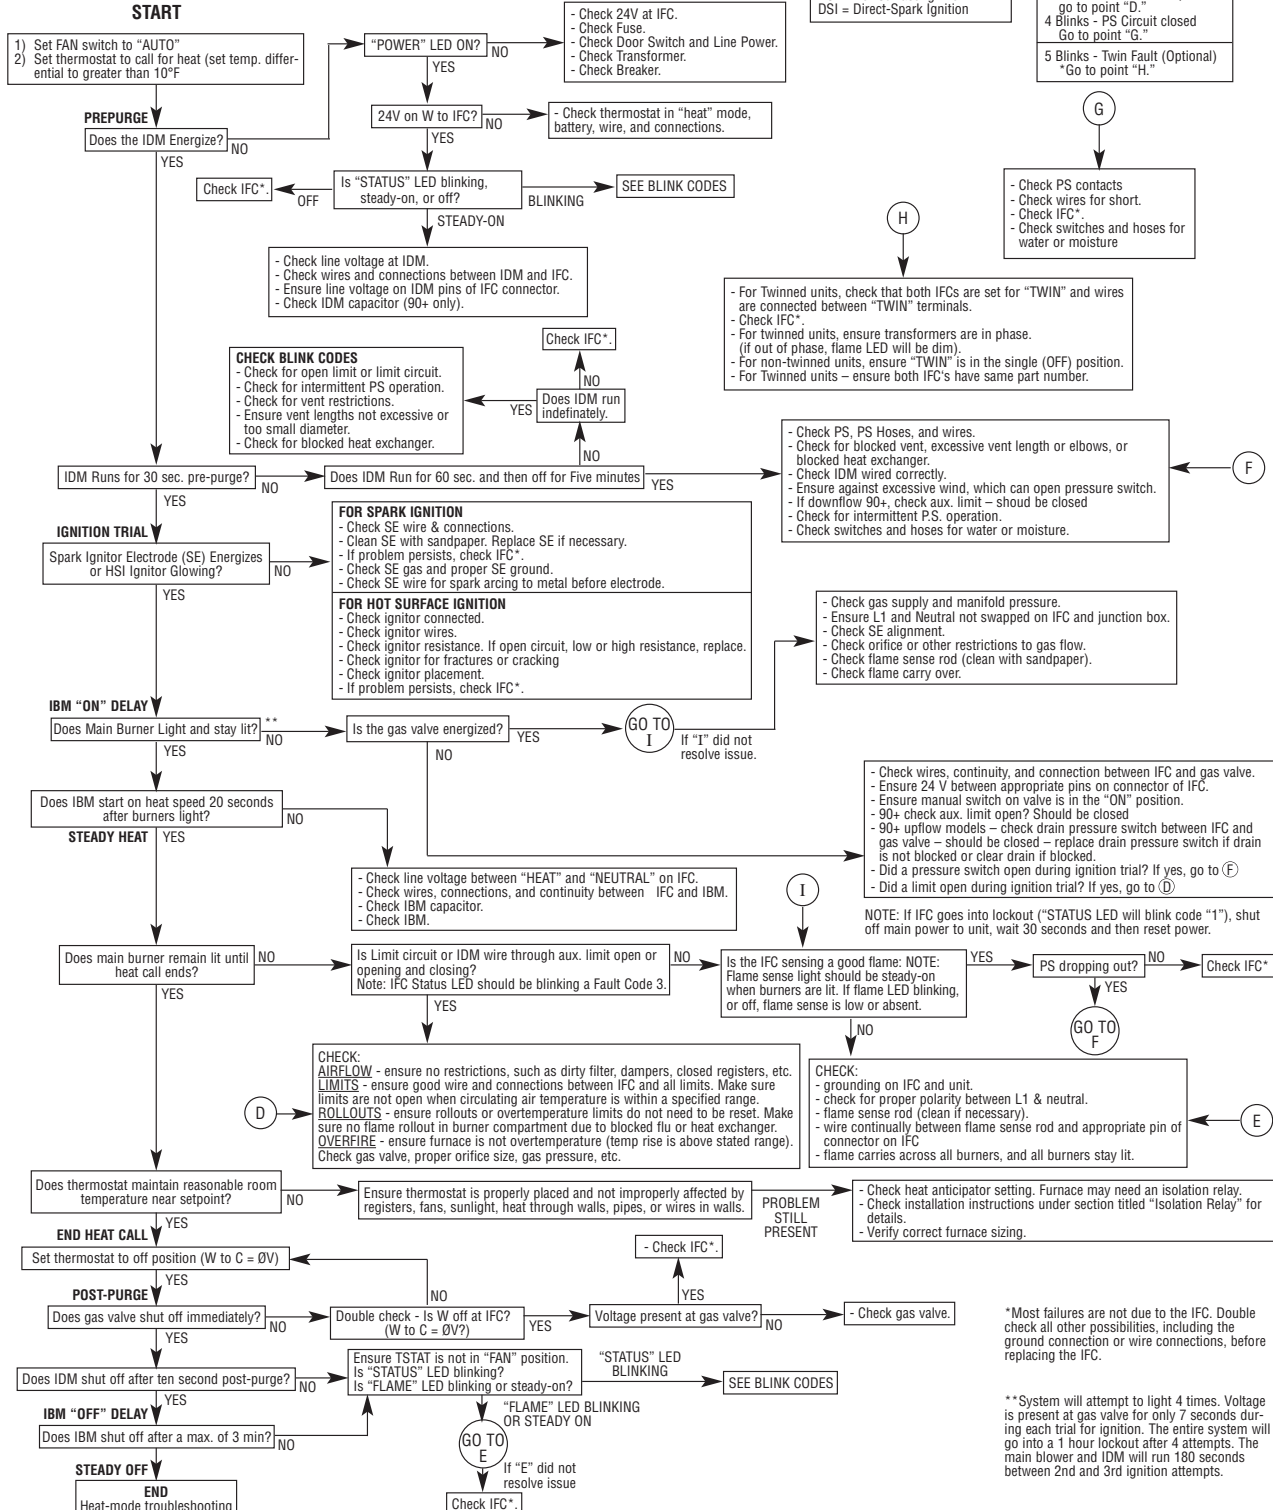 START
1) Set FAN switch to “AUTO”
2) Set thermostat to call for heat (set temp. differ-
ential to greater than 10°F
“POWER” LED ON?
NO
YES
- Check 24V at IFC.
- Check Fuse.
- Check Door Switch and Line Power.
- Check Transformer.
- Check Breaker.
DSI = Direct-Spark Ignition
go to point “D.”
4 Blinks - PS Circuit closed
Go to point “G.”
5 Blinks - Twin Fault (Optional)
*Go to point “H.”
PREPURGE
Does the IDM Energize?
NO
YES
24V on W to IFC?
NO
YES
- Check thermostat in “heat” mode,
battery, wire, and connections.
G
- Check PS contacts
- Check wires for short.
- Check IFC*.
- Check switches and hoses for
water or moisture
Check IFC*.
OFF
Is “STATUS” LED blinking,
steady-on, or off?
BLINKING
SEE BLINK CODES
STEADY-ON
- Check line voltage at IDM.
- Check wires and connections between IDM and IFC.
- Ensure line voltage on IDM pins of IFC connector.
- Check IDM capacitor (90+ only).
H
- For Twinned units, check that both IFCs are set for “TWIN” and wires
are connected between “TWIN” terminals.
- Check IFC*.
- For twinned units, ensure transformers are in phase.
(if out of phase, flame LED will be dim).
- For non-twinned units, ensure “TWIN” is in the single (OFF) position.
- For Twinned units – ensure both IFC's have same part number.
Check IFC*.
NO
CHECK BLINK CODES
- Check for open limit or limit circuit.
- Check for intermittent PS operation.
- Check for vent restrictions.
- Ensure vent lengths not excessive or
too small diameter.
- Check for blocked heat exchanger.
YES
Does IDM run
indefinately.
NO
IDM Runs for 30 sec. pre-purge?
NO
YES
Does IDM Run for 60 sec. and then off for Five minutes
YES
- Check PS, PS Hoses, and wires.
- Check for blocked vent, excessive vent length or elbows, or
blocked heat exchanger.
- Check IDM wired correctly.
- Ensure against excessive wind, which can open pressure switch.
- If downflow 90+, check aux. limit – shoud be closed
- Check for intermittent P.S. operation.
- Check switches and hoses for water or moisture.
F
IGNITION TRIAL
Spark Ignitor Electrode (SE) Energizes
or HSI Ignitor Glowing?
NO
YES
FOR SPARK IGNITION
- Check SE wire & connections.
- Clean SE with sandpaper. Replace SE if necessary.
- If problem persists, check IFC*.
- Check SE gas and proper SE ground.
- Check SE wire for spark arcing to metal before electrode.
FOR HOT SURFACE IGNITION
- Check ignitor connected.
- Check ignitor wires.
- Check ignitor resistance. If open circuit, low or high resistance, replace.
- Check ignitor for fractures or cracking
- Check ignitor placement.
- If problem persists, check IFC*.
- Check gas supply and manifold pressure.
- Ensure L1 and Neutral not swapped on IFC and junction box.
- Check SE alignment.
- Check orifice or other restrictions to gas flow.
- Check flame sense rod (clean with sandpaper).
- Check flame carry over.
IBM “ON” DELAY
Does Main Burner Light and stay lit?
**
NO
YES
Is the gas valve energized?
YES
NO
GO TO
I
If “I” did not
resolve issue.
- Check wires, continuity, and connection between IFC and gas valve.
- Ensure 24 V between appropriate pins on connector of IFC.
- Ensure manual switch on valve is in the “ON” position.
- 90+ check aux. limit open? Should be closed
- 90+ upflow models – check drain pressure switch between IFC and
gas valve – should be closed – replace drain pressure switch if drain
is not blocked or clear drain if blocked.
- Did a pressure switch open during ignition trial? If yes, go to Ⓕ
- Did a limit open during ignition trial? If yes, go to Ⓓ
Does IBM start on heat speed 20 seconds
after burners light?
NO
STEADY HEAT
YES
- Check line voltage between “HEAT” and “NEUTRAL” on IFC.
- Check wires, connections, and continuity between IFC and IBM.
- Check IBM capacitor.
- Check IBM.
I
NOTE: If IFC goes into lockout (“STATUS LED will blink code “1”), shut
off main power to unit, wait 30 seconds and then reset power.
Does main burner remain lit until
heat call ends?
NO
YES
Is Limit circuit or IDM wire through aux. limit open or
opening and closing?
Note: IFC Status LED should be blinking a Fault Code 3.
NO
YES
Is the IFC sensing a good flame: NOTE:
Flame sense light should be steady-on
when burners are lit. If flame LED blinking,
or off, flame sense is low or absent.
YES
NO
PS dropping out?
NO
YES
Check IFC*
GO TO
F
D
CHECK:
AIRFLOW - ensure no restrictions, such as dirty filter, dampers, closed registers, etc.
LIMITS - ensure good wire and connections between IFC and all limits. Make sure
limits are not open when circulating air temperature is within a specified range.
ROLLOUTS - ensure rollouts or overtemperature limits do not need to be reset. Make
sure no flame rollout in burner compartment due to blocked flu or heat exchanger.
OVERFIRE - ensure furnace is not overtemperature (temp rise is above stated range).
Check gas valve, proper orifice size, gas pressure, etc.
CHECK:
- grounding on IFC and unit.
- check for proper polarity between L1 & neutral.
- flame sense rod (clean if necessary).
- wire continually between flame sense rod and appropriate pin of
connector on IFC
- flame carries across all burners, and all burners stay lit.
E
Does thermostat maintain reasonable room
temperature near setpoint?
NO
YES
Ensure thermostat is properly placed and not improperly affected by
registers, fans, sunlight, heat through walls, pipes, or wires in walls.
PROBLEM
STILL
PRESENT
- Check heat anticipator setting. Furnace may need an isolation relay.
- Check installation instructions under section titled “Isolation Relay” for
details.
- Verify correct furnace sizing.
END HEAT CALL
Set thermostat to off position (W to C = ØV)
YES
- Check IFC*.
YES
POST-PURGE
Does gas valve shut off immediately?
NO
YES
NO
Double check - Is W off at IFC?
(W to C = ØV?)
YES
Voltage present at gas valve?
NO
- Check gas valve.
*Most failures are not due to the IFC. Double
check all other possibilities, including the
ground connection or wire connections, before
replacing the IFC.
Does IDM shut off after ten second post-purge?
NO
YES
Ensure TSTAT is not in “FAN” position.
Is “STATUS” LED blinking?
Is “FLAME” LED blinking or steady-on?
“STATUS” LED
BLINKING
SEE BLINK CODES
“FLAME” LED BLINKING
OR STEADY ON
IBM “OFF” DELAY
Does IBM shut off after a max. of 3 min?
NO
GO TO
E
If “E” did not
resolve issue
Check IFC*.
**System will attempt to light 4 times. Voltage
is present at gas valve for only 7 seconds dur-
ing each trial for ignition. The entire system will
go into a 1 hour lockout after 4 attempts. The
main blower and IDM will run 180 seconds
between 2nd and 3rd ignition attempts.
STEADY OFF
END
Heat-mode troubleshooting